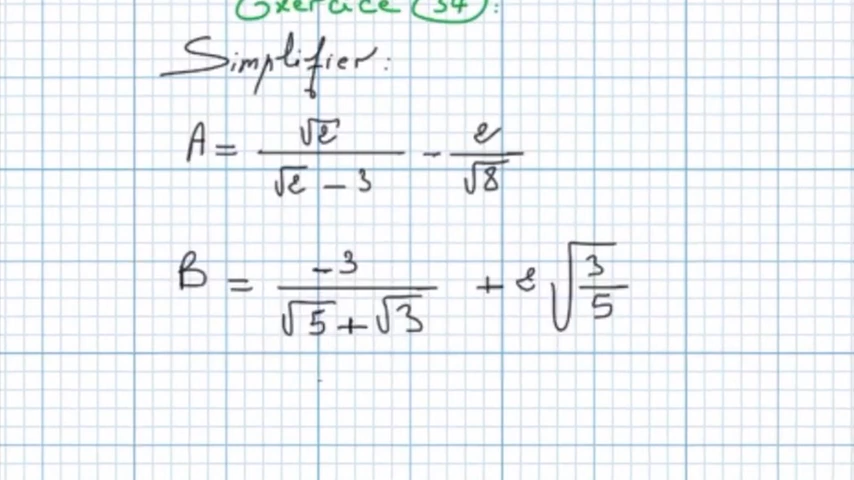 Exercice 34 :
Simplifier :
A = √2 / (√2 - 3) - 2 / √8
B = -3 / (√5 + √3) + 2 √(3/5)